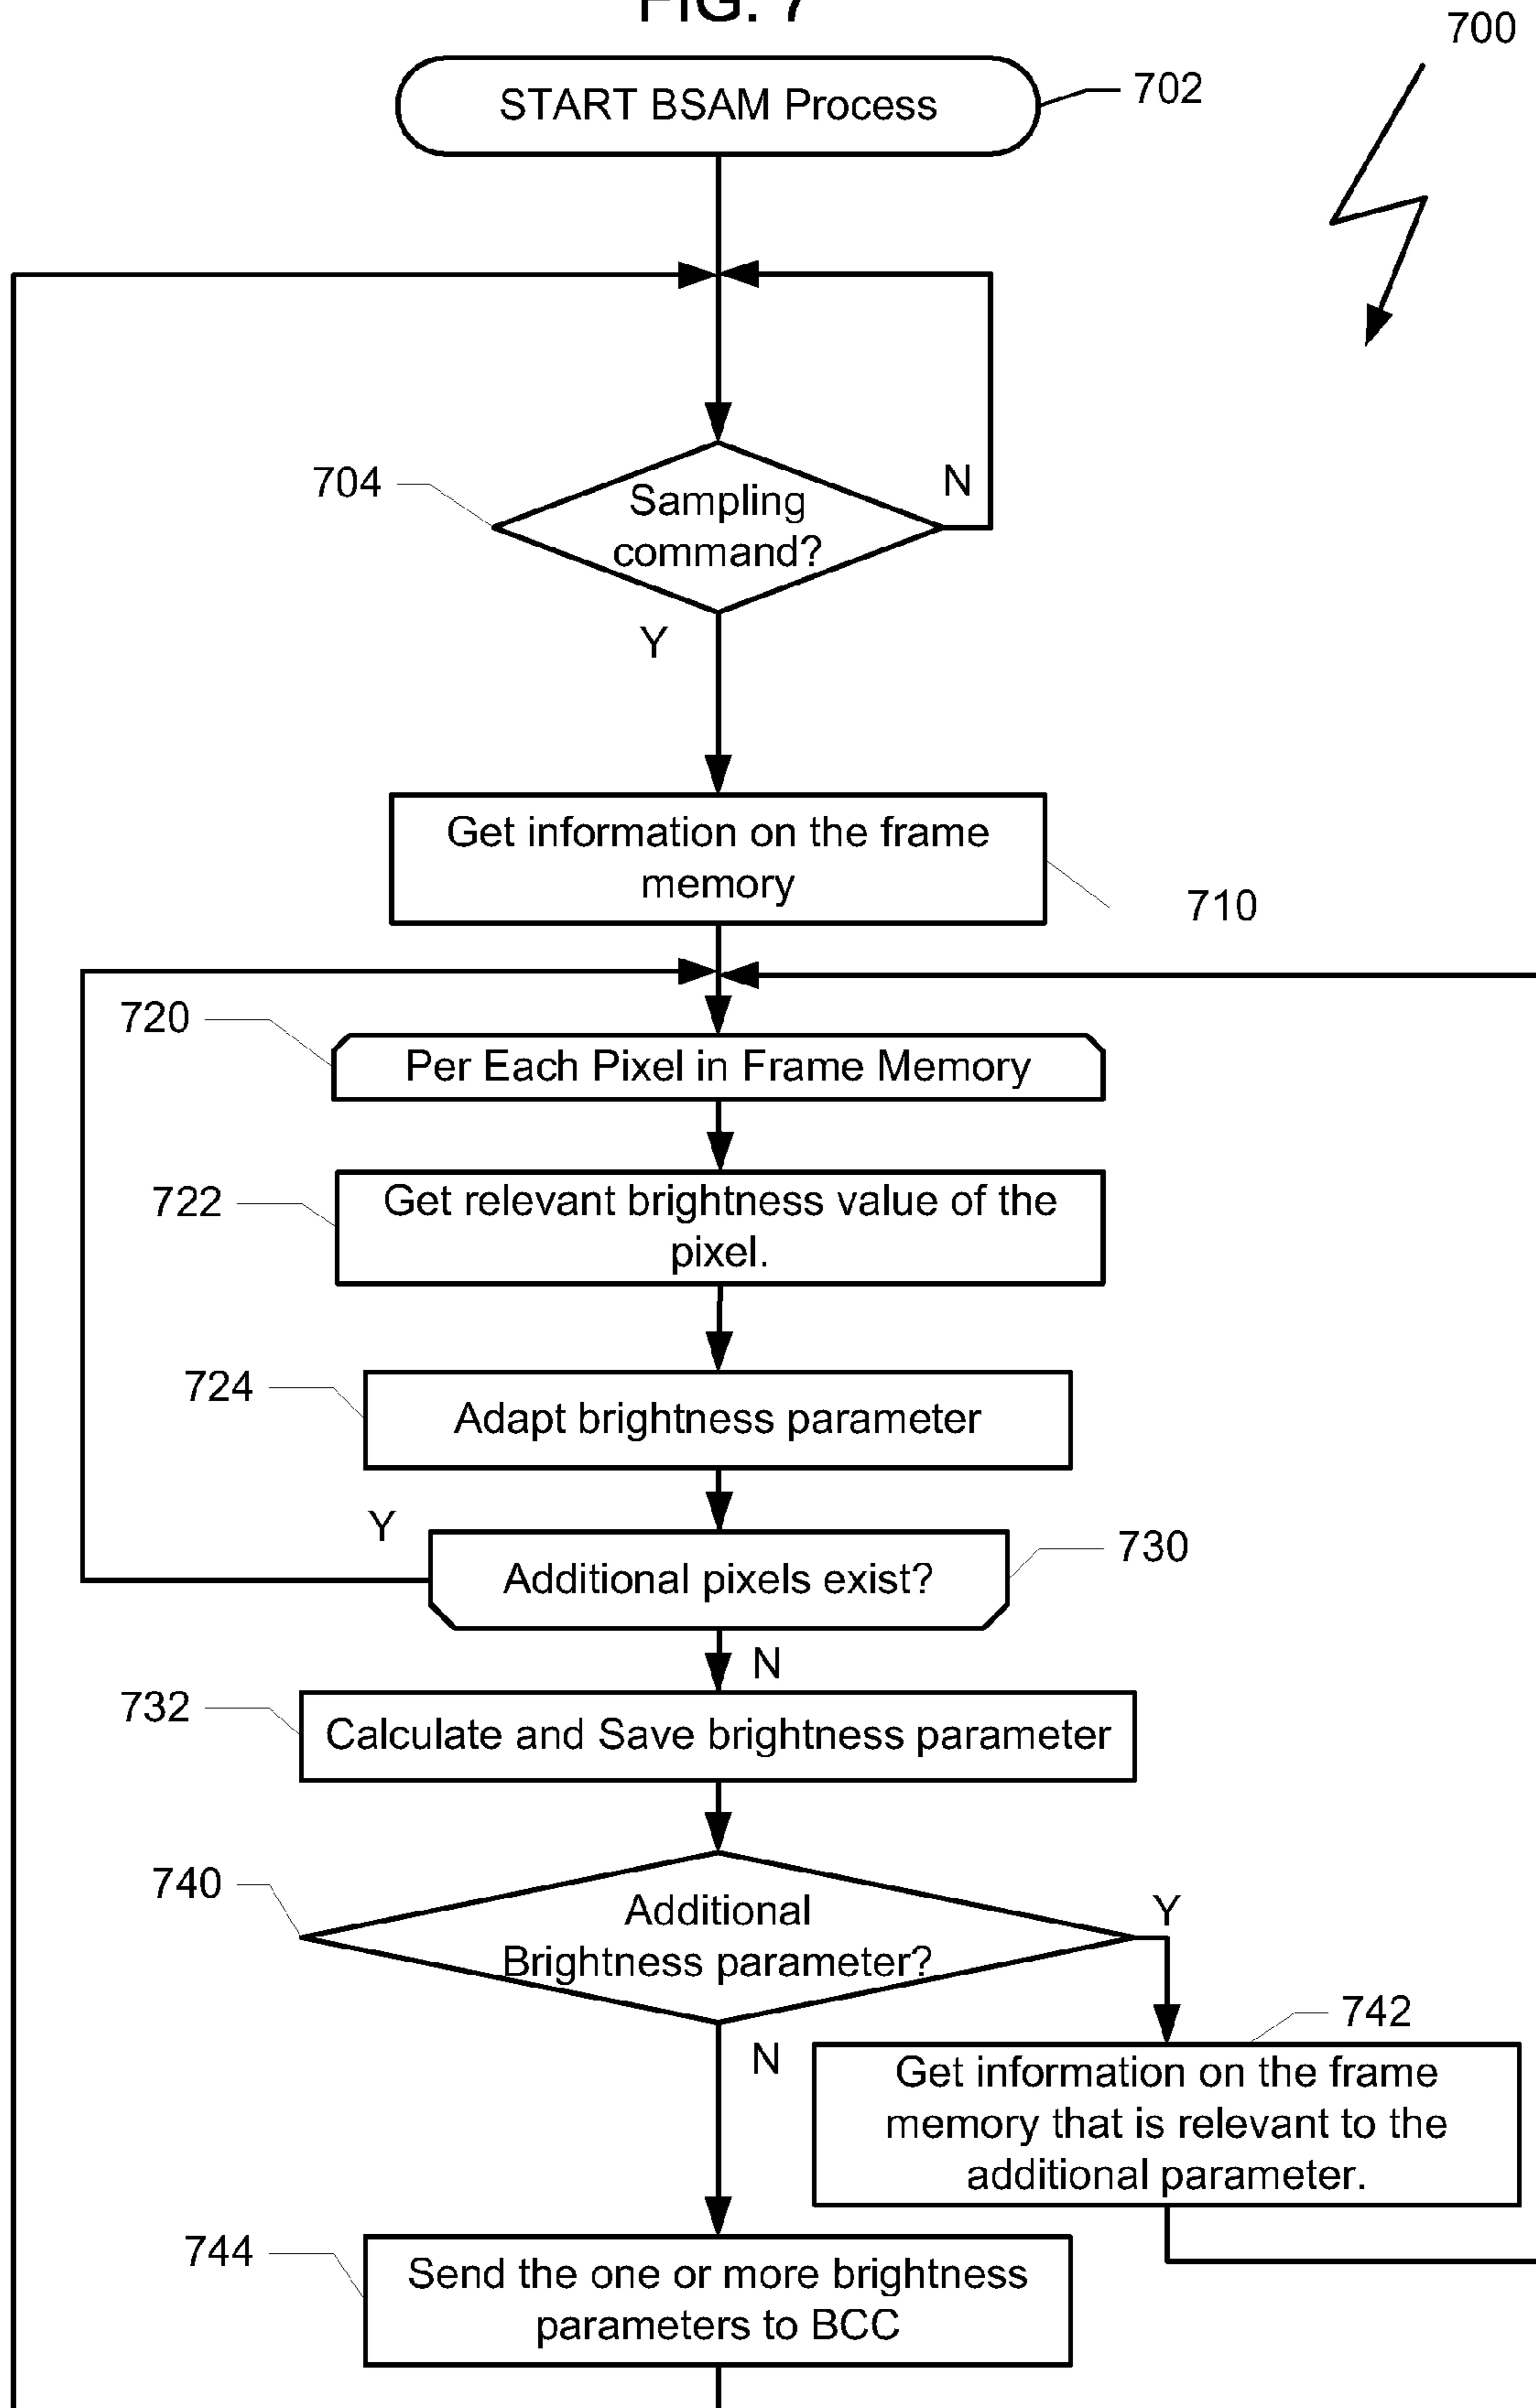 FIG. 7
700
START BSAM Process
702
704
Sampling
command?
N
Y
Get information on the frame
memory
710
720
Per Each Pixel in Frame Memory
722
Get relevant brightness value of the
pixel.
724
Adapt brightness parameter
Y
Additional pixels exist?
730
N
732
Calculate and Save brightness parameter
740
Additional
Brightness parameter?
Y
N
742
Get information on the frame
memory that is relevant to the
additional parameter.
744
Send the one or more brightness
parameters to BCC